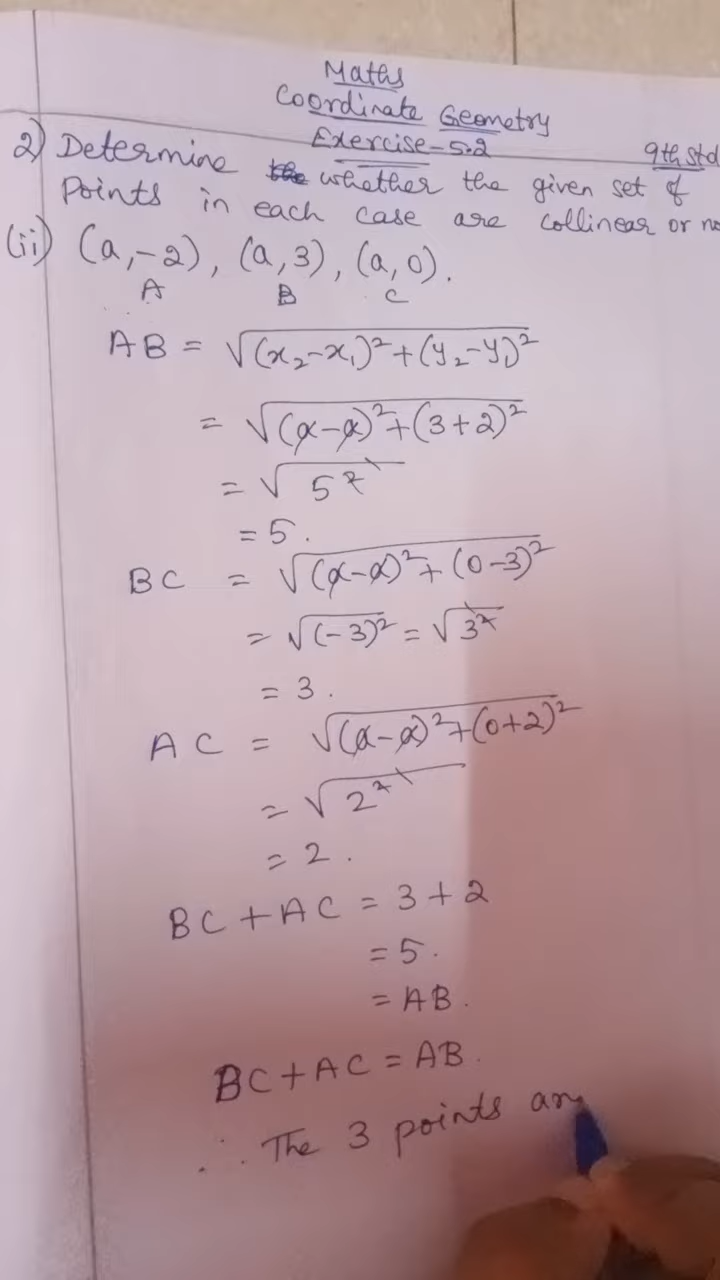 Maths
Coordinate Geometry
Exercise-5.2
9th Std
2) Determine the whether the given set of
Points in each case are collinear or no
(ii) (a,-2), (a,3), (a,0).
A B C
AB = √(x₂-x₁)²+(y₂-y₁)²
= √(a-a)²+(3+2)²
= √5²
= 5.
BC = √(a-a)²+(0-3)²
= √(-3)² = √3²
= 3.
AC = √(a-a)²+(0+2)²
= √2²
= 2.
BC + AC = 3+2
= 5.
= AB.
BC+AC = AB.
∴ The 3 points are